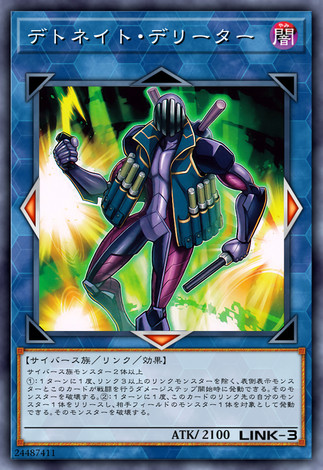 デトネイト・デリーター
闇
【サイバース族／リンク／効果】
サイバース族モンスター２体以上
①：１ターンに１度、リンク３以上のリンクモンスターを除く、表側表示モンス
ターとこのカードが戦闘を行うダメージステップ開始時に発動できる。そのモン
スターを破壊する。②：１ターンに１度、このカードのリンク先の自分のモンス
ター１体をリリースし、相手フィールドのモンスター１体を対象として発動
できる。そのモンスターを破壊する。
ATK/2100 LINK-3
24487411